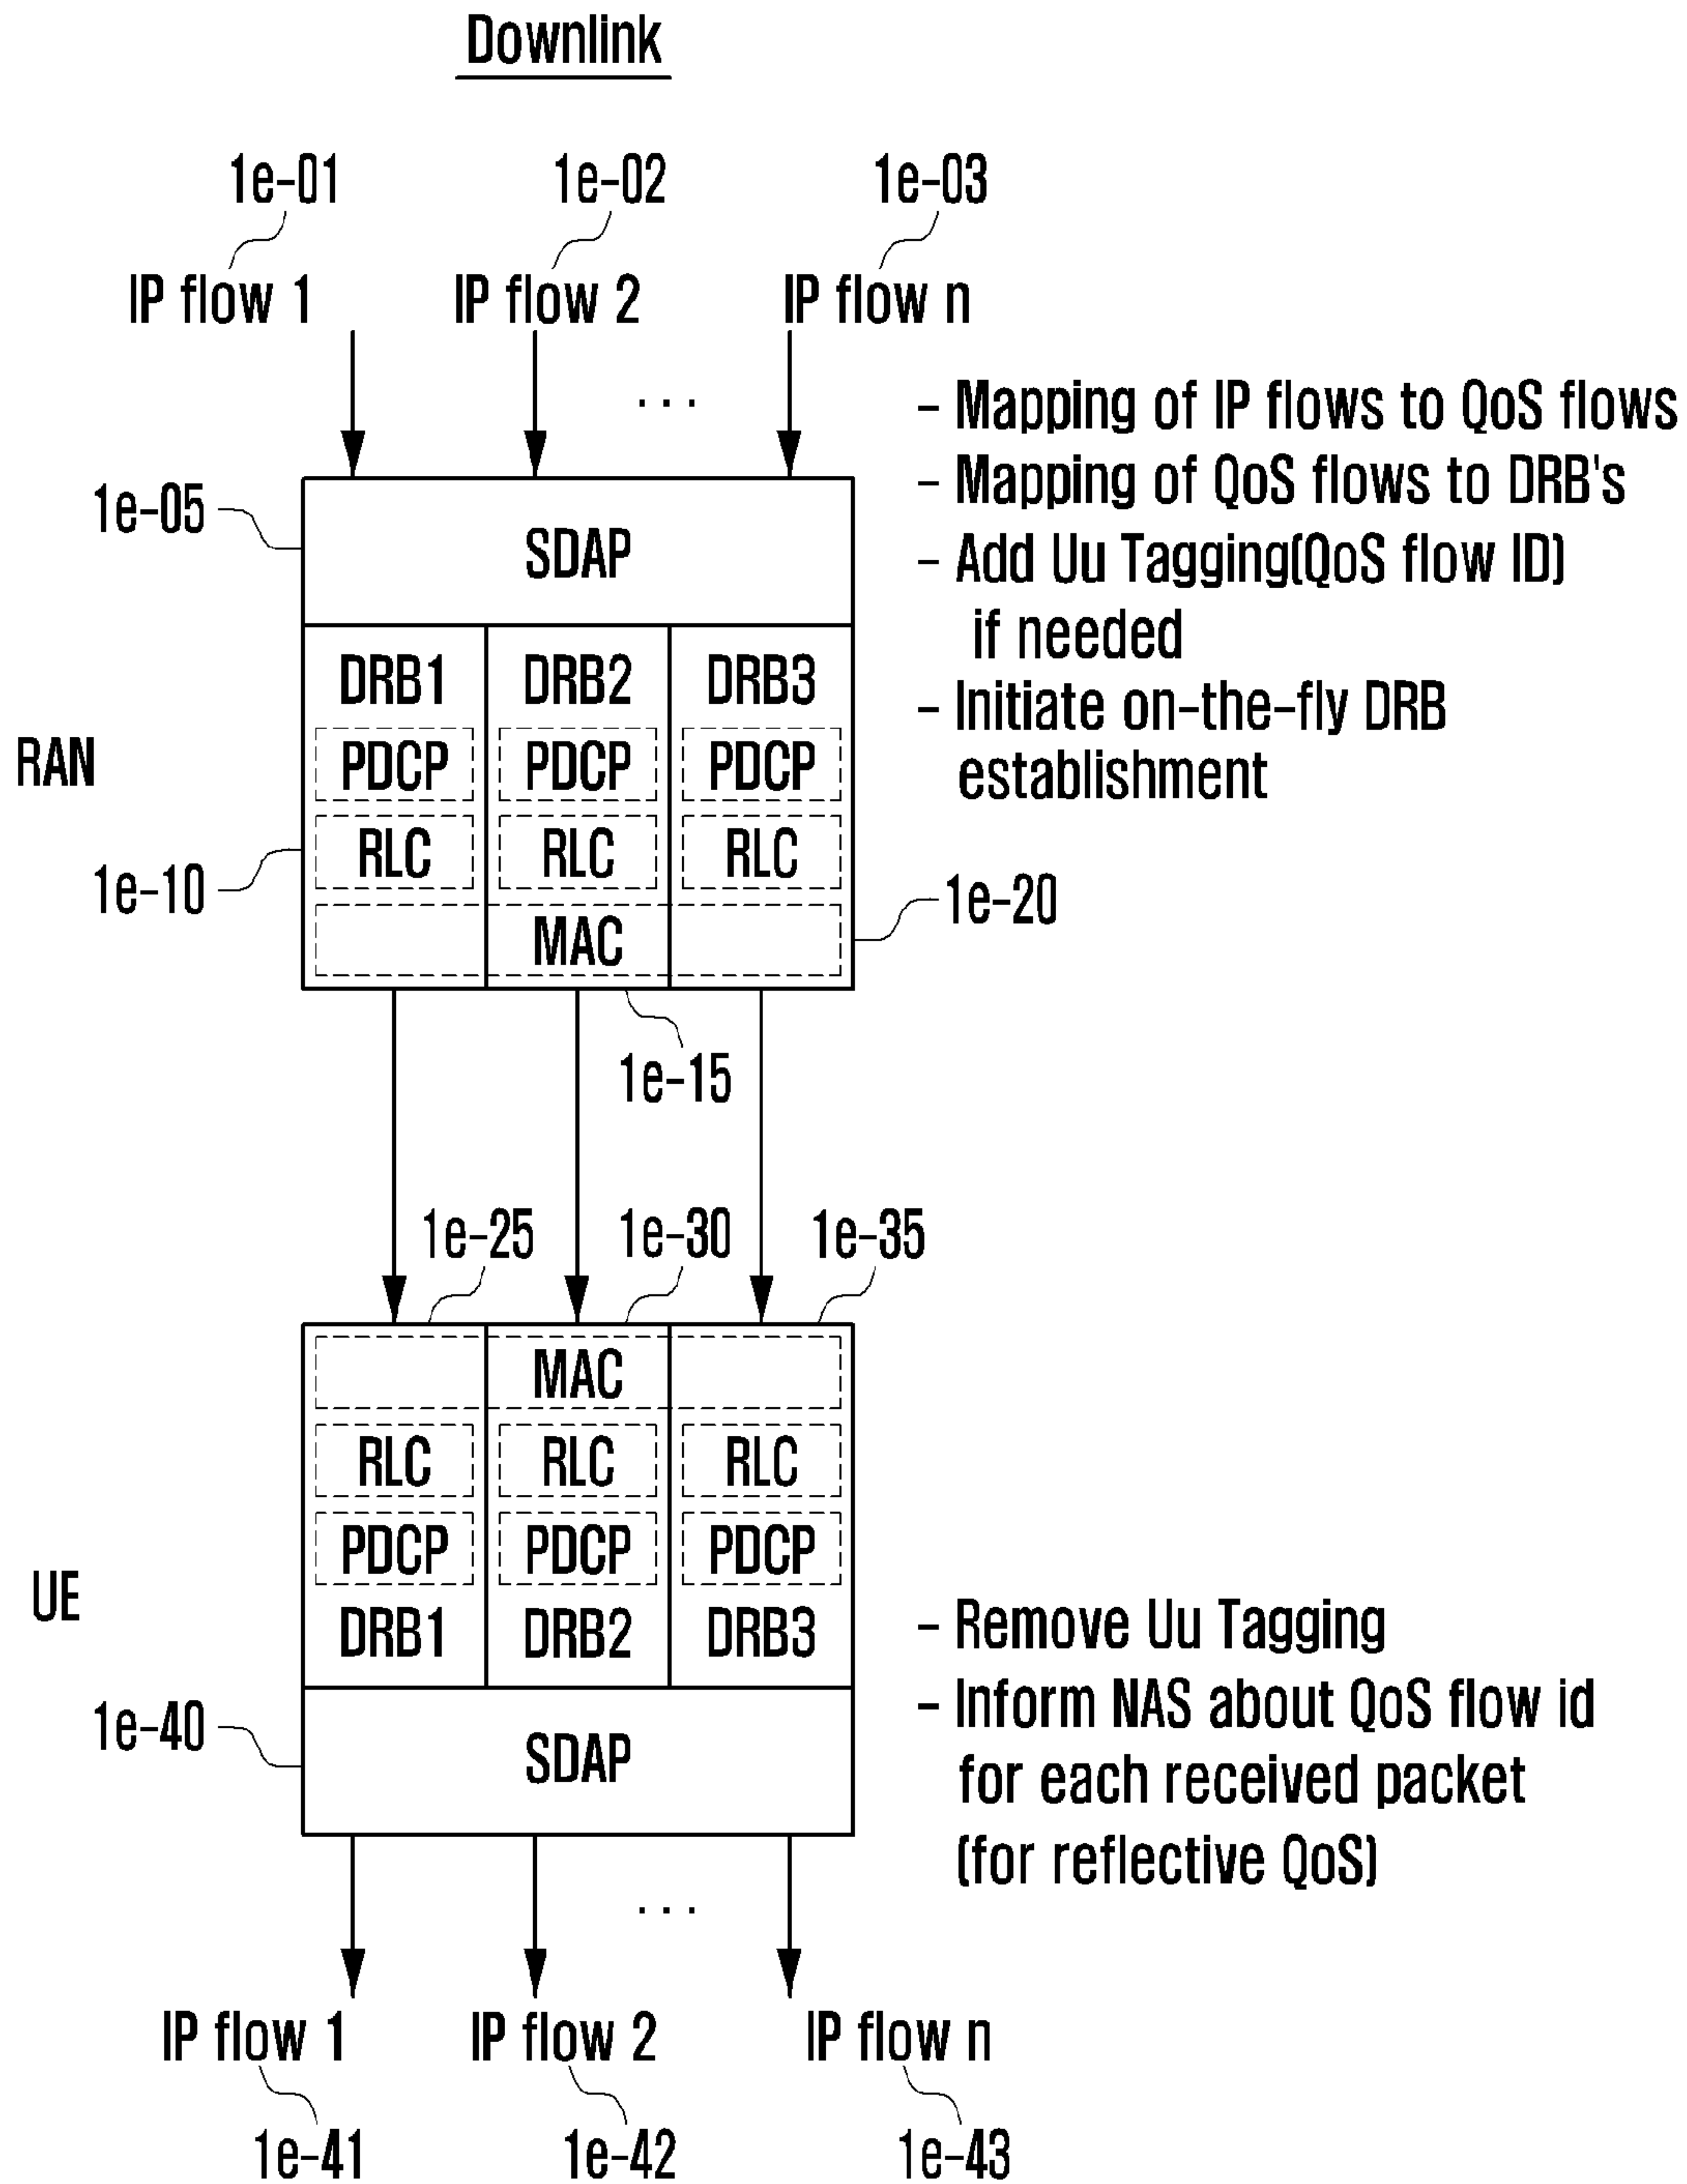 Downlink
1e-01 1e-02 1e-03
IP flow 1 IP flow 2 IP flow n
...
- Mapping of IP flows to QoS flows
- Mapping of QoS flows to DRB's
- Add Uu Tagging(QoS flow ID)
if needed
- Initiate on-the-fly DRB
establishment
1e-05
SDAP
DRB1 DRB2 DRB3
RAN
PDCP PDCP PDCP
RLC RLC RLC
1e-10
MAC
1e-20
1e-15
1e-25 1e-30 1e-35
MAC
RLC RLC RLC
PDCP PDCP PDCP
UE
DRB1 DRB2 DRB3
- Remove Uu Tagging
- Inform NAS about QoS flow id
for each received packet
(for reflective QoS)
1e-40
SDAP
...
IP flow 1 IP flow 2 IP flow n
1e-41 1e-42 1e-43